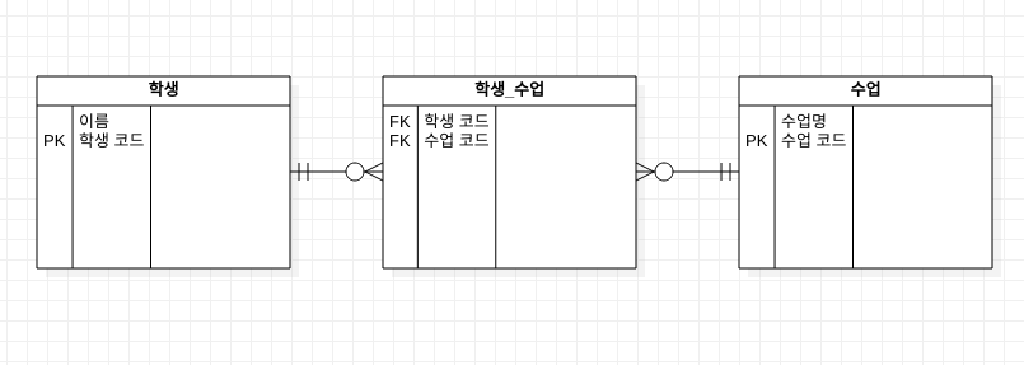 학생
이름
PK 학생 코드
학생_수업
FK 학생 코드
FK 수업 코드
수업
수업명
PK 수업 코드